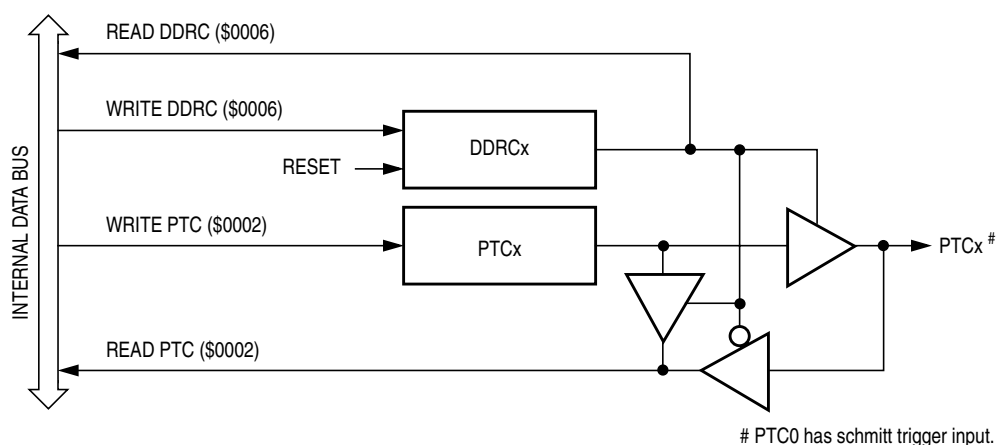 READ DDRC ($0006)
WRITE DDRC ($0006)
DDRCx
RESET
INTERNAL DATA BUS
WRITE PTC ($0002)
PTCx
PTCx #
READ PTC ($0002)
# PTC0 has schmitt trigger input.